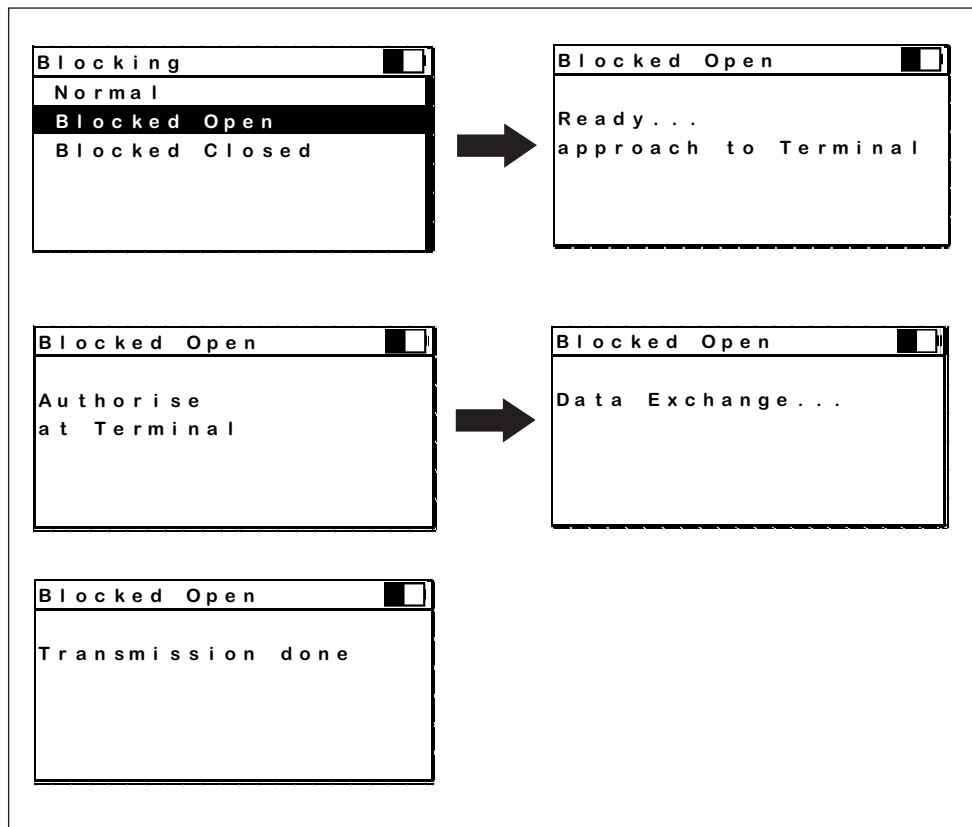 Blocking
Normal
Blocked Open
Blocked Closed
Blocked Open
Ready...
approach to Terminal
Blocked Open
Authorise
at Terminal
Blocked Open
Data Exchange...
Blocked Open
Transmission done